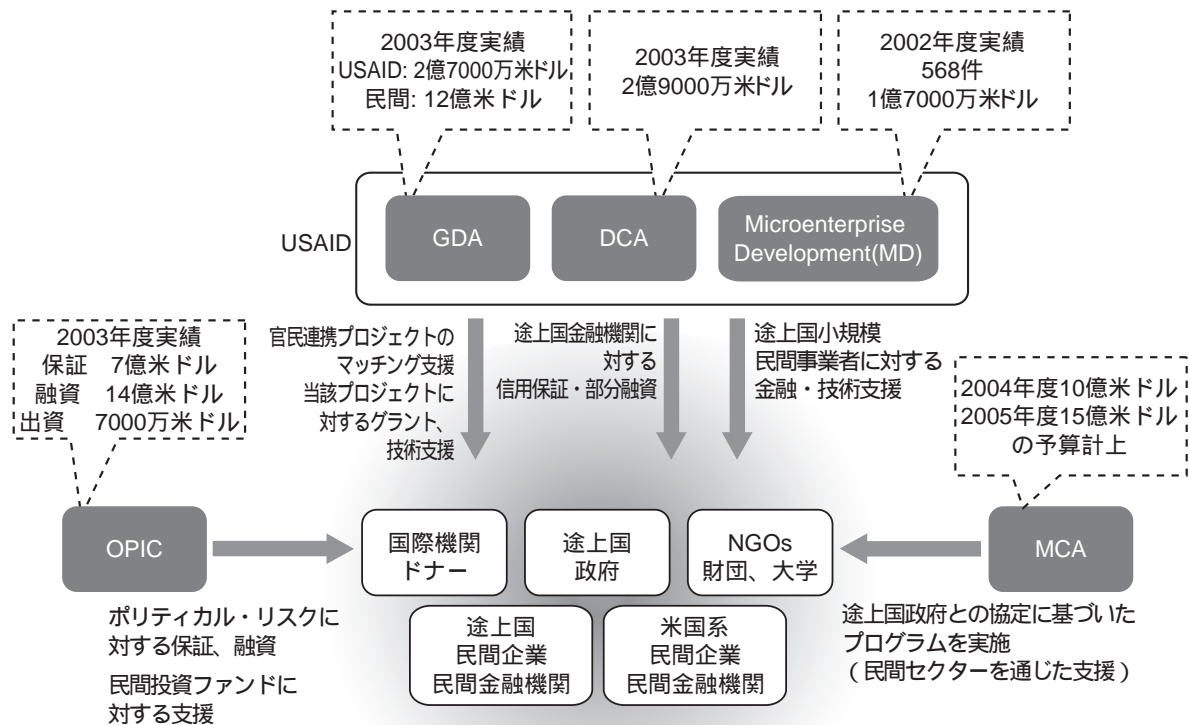 2003年度実績
USAID: 2億7000万米ドル
民間: 12億米ドル
2003年度実績
2億9000万米ドル
2002年度実績
568件
1億7000万米ドル
USAID
GDA
DCA
Microenterprise
Development(MD)
2003年度実績
保証 7億米ドル
融資 14億米ドル
出資 7000万米ドル
官民連携プロジェクトの
マッチング支援
当該プロジェクトに
対するグラント、
技術支援
途上国金融機関に
対する
信用保証・部分融資
途上国小規模
民間事業者に対する
金融・技術支援
2004年度10億米ドル
2005年度15億米ドル
の予算計上
OPIC
国際機関
ドナー
途上国
政府
NGOs
財団、大学
MCA
ポリティカル・リスクに
対する保証、融資
民間投資ファンドに
対する支援
途上国
民間企業
民間金融機関
米国系
民間企業
民間金融機関
途上国政府との協定に基づいた
プログラムを実施
（民間セクターを通じた支援）